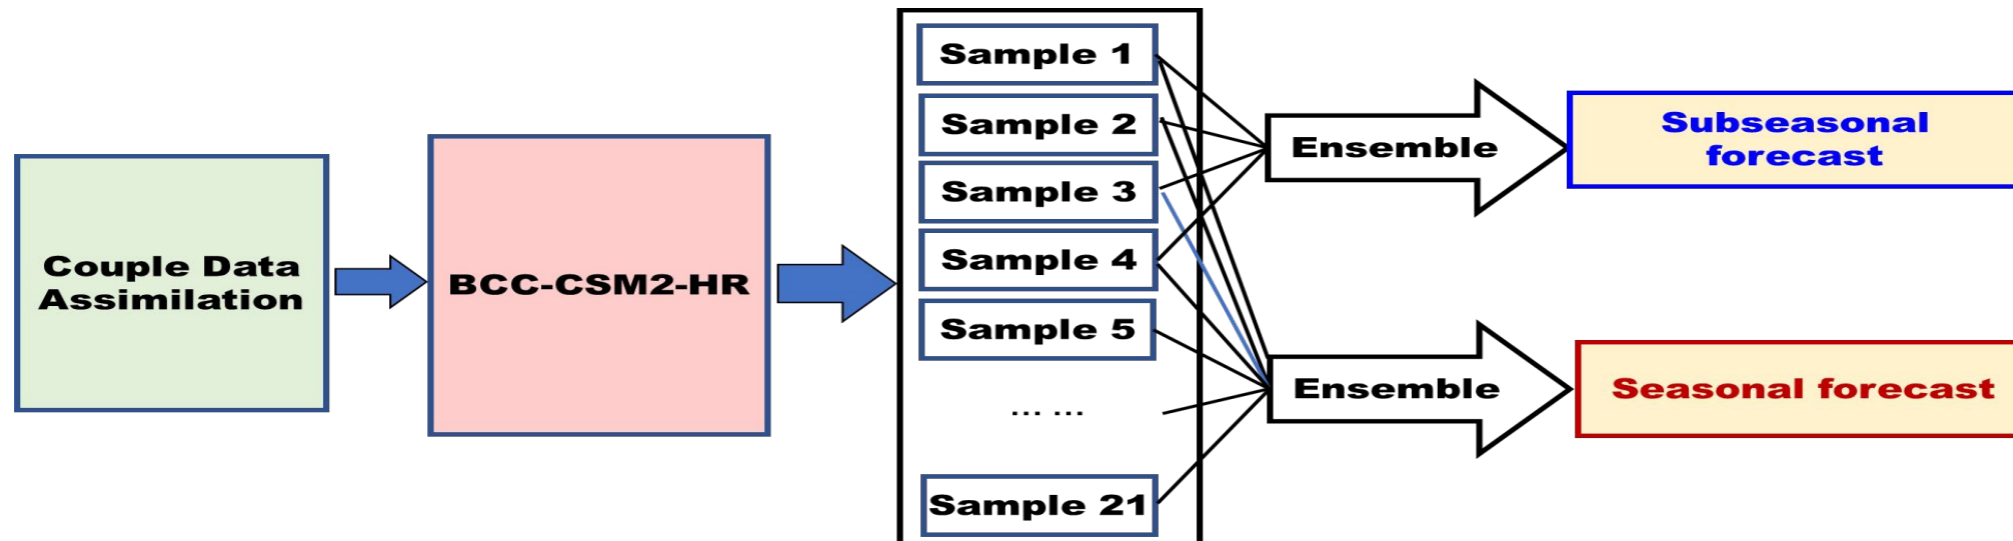 Couple Data
Assimilation
BCC-CSM2-HR
Sample 1
Sample 2
Sample 3
Sample 4
Sample 5
... ...
Sample 21
Ensemble
Subseasonal
forecast
Ensemble
Seasonal forecast